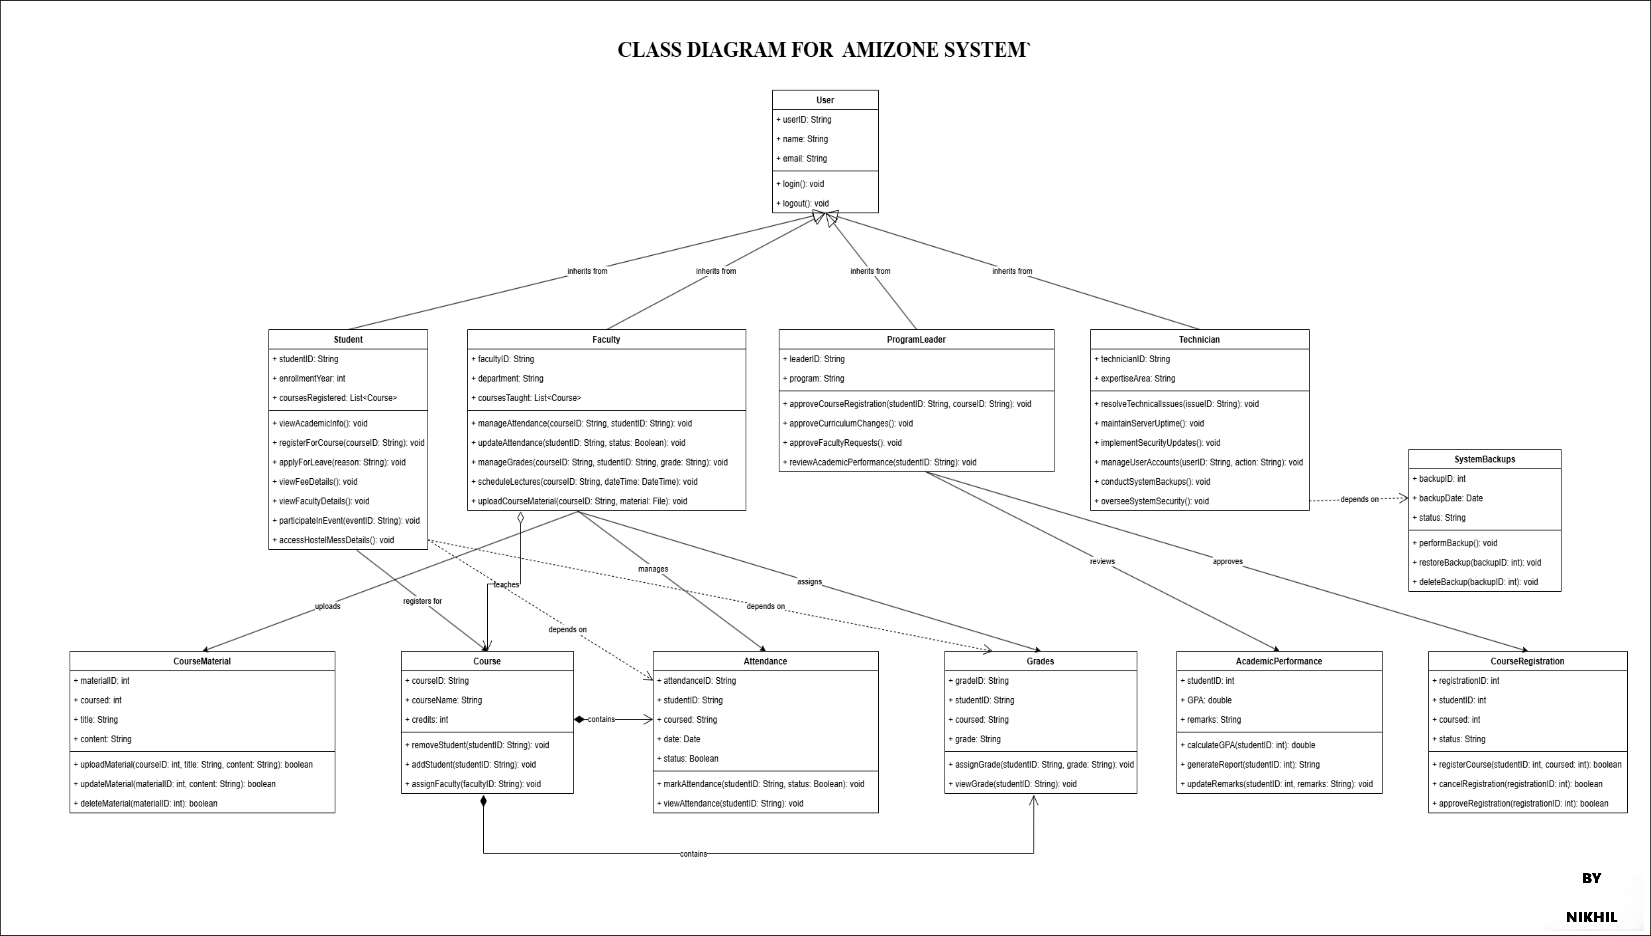 CLASS DIAGRAM FOR  AMIZONE SYSTEM`
User
+ userID: String
+ name: String
+ email: String
+ login(): void
+ logout(): void
inherits from
inherits from
inherits from
inherits from
Student
+ studentID: String
+ enrollmentYear: int
+ coursesRegistered: List<Course>
+ viewAcademicInfo(): void
+ registerForCourse(courseID: String): void
+ applyForLeave(reason: String): void
+ viewFeeDetails(): void
+ viewFacultyDetails(): void
+ participateInEvent(eventID: String): void
+ accessHostelMessDetails(): void
Faculty
+ facultyID: String
+ department: String
+ coursesTaught: List<Course>
+ manageAttendance(courseID: String, studentID: String): void
+ updateAttendance(studentID: String, status: Boolean): void
+ manageGrades(courseID: String, studentID: String, grade: String): void
+ scheduleLectures(courseID: String, dateTime: DateTime): void
+ uploadCourseMaterial(courseID: String, material: File): void
ProgramLeader
+ leaderID: String
+ program: String
+ approveCourseRegistration(studentID: String, courseID: String): void
+ approveCurriculumChanges(): void
+ approveFacultyRequests(): void
+ reviewAcademicPerformance(studentID: String): void
Technician
+ technicianID: String
+ expertiseArea: String
+ resolveTechnicalIssues(issueID: String): void
+ maintainServerUptime(): void
+ implementSecurityUpdates(): void
+ manageUserAccounts(userID: String, action: String): void
+ conductSystemBackups(): void
+ overseeSystemSecurity(): void
depends on
SystemBackups
+ backupID: int
+ backupDate: Date
+ status: String
+ performBackup(): void
+ restoreBackup(backupID: int): void
+ deleteBackup(backupID: int): void
uploads
registers for
teaches
depends on
manages
depends on
assigns
reviews
approves
CourseMaterial
+ materialID: int
+ coursed: int
+ title: String
+ content: String
+ uploadMaterial(courseID: int, title: String, content: String): boolean
+ updateMaterial(materialID: int, content: String): boolean
+ deleteMaterial(materialID: int): boolean
Course
+ courseID: String
+ courseName: String
+ credits: int
+ removeStudent(studentID: String): void
+ addStudent(studentID: String): void
+ assignFaculty(facultyID: String): void
contains
Attendance
+ attendanceID: String
+ studentID: String
+ coursed: String
+ date: Date
+ status: Boolean
+ markAttendance(studentID: String, status: Boolean): void
+ viewAttendance(studentID: String): void
Grades
+ gradeID: String
+ studentID: String
+ coursed: String
+ grade: String
+ assignGrade(studentID: String, grade: String): void
+ viewGrade(studentID: String): void
AcademicPerformance
+ studentID: int
+ GPA: double
+ remarks: String
+ calculateGPA(studentID: int): double
+ generateReport(studentID: int): String
+ updateRemarks(studentID: int, remarks: String): void
CourseRegistration
+ registrationID: int
+ studentID: int
+ coursed: int
+ status: String
+ registerCourse(studentID: int, coursed: int): boolean
+ cancelRegistration(registrationID: int): boolean
+ approveRegistration(registrationID: int): boolean
contains
BY
NIKHIL